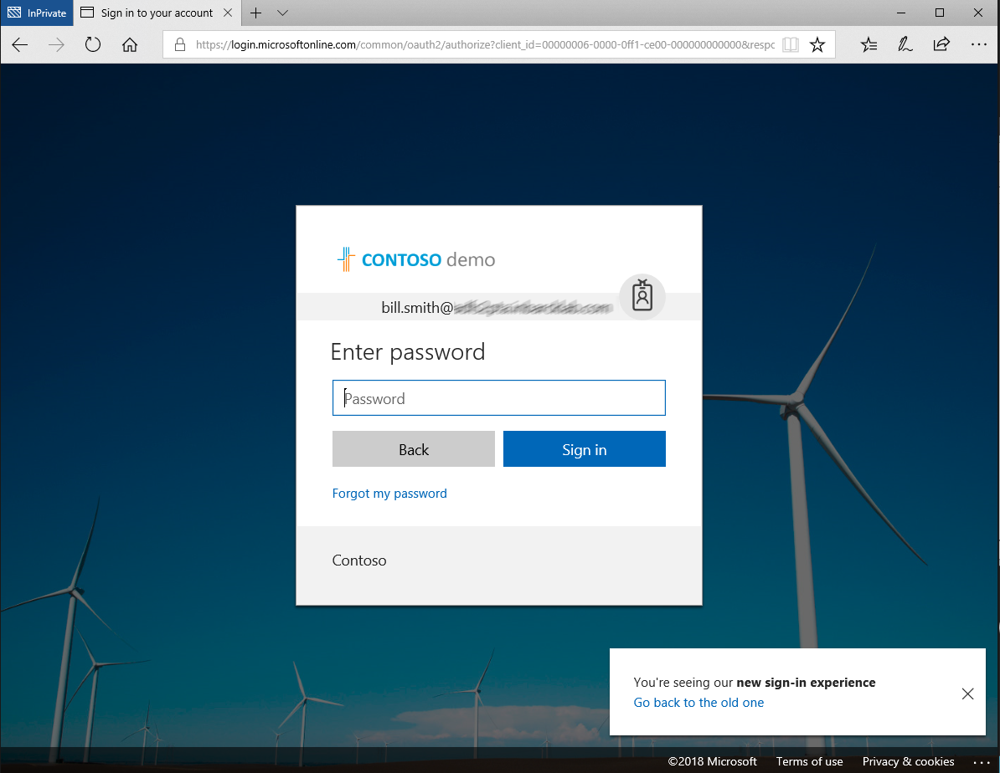 InPrivate
Sign in to your account
https://login.microsoftonline.com/common/oauth2/authorize?client_id=00000006-0000-0ff1-ce00-000000000000&respc
CONTOSO demo
bill.smith@
Enter password
Password
Back
Sign in
Forgot my password
Contoso
You're seeing our new sign-in experience
Go back to the old one
©2018 Microsoft
Terms of use
Privacy & cookies